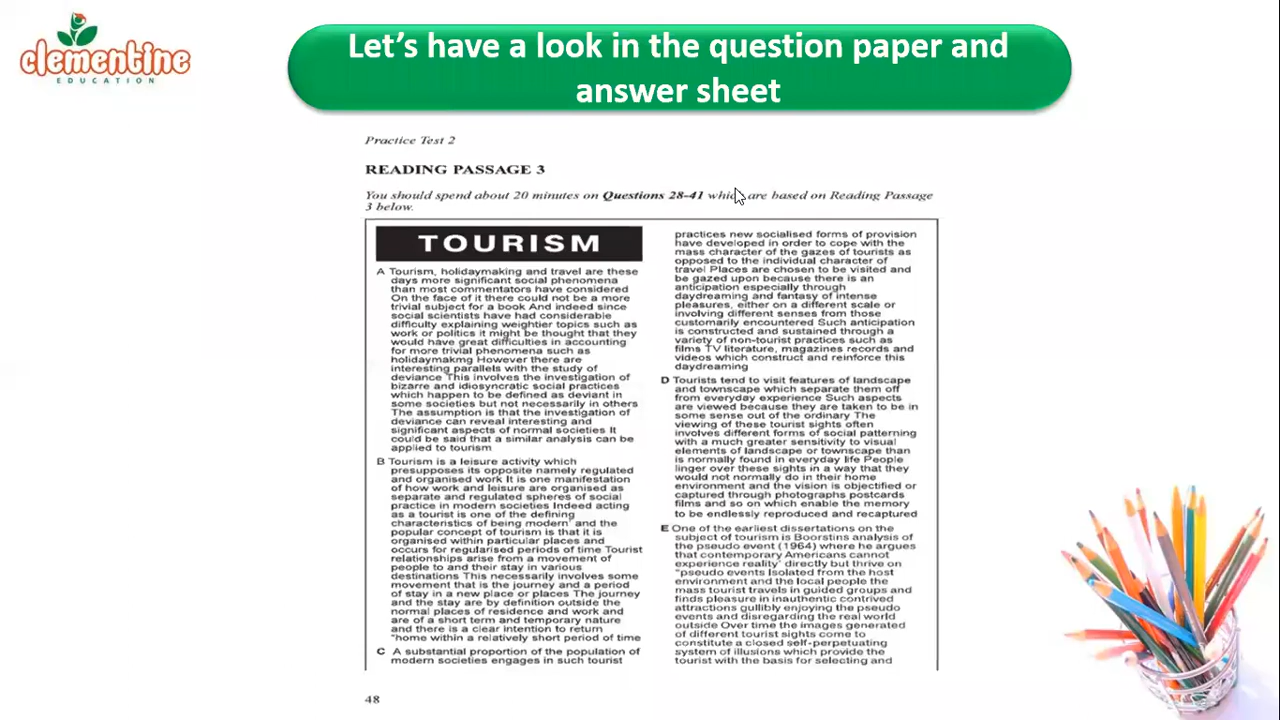 clementine
EDUCATION
Let's have a look in the question paper and
answer sheet
Practice Test 2
READING PASSAGE 3
You should spend about 20 minutes on Questions 28-41 which are based on Reading Passage
3 below.
TOURISM
A Tourism, holidaymaking and travel are these
days more significant social phenomena
than most commentators have considered
On the face of it there could not be a more
trivial subject for a book And indeed since
social scientists have had considerable
difficulty explaining weightier topics such as
work or politics it might be thought that they
would have great difficulties in accounting
for more trivial phenomena such as
holidaymakmg However there are
interesting parallels with the study of
deviance This involves the investigation of
bizarre and idiosyncratic social practices
which happen to be defined as deviant in
some societies but not necessarily in others
The assumption is that the investigation of
deviance can reveal interesting and
significant aspects of normal societies It
could be said that a similar analysis can be
applied to tourism
B Tourism is a leisure activity which
presupposes its opposite namely regulated
and organised work It is one manifestation
of how work and leisure are organised as
separate and regulated spheres of social
practice in modern societies Indeed acting
as a tourist is one of the defining
characteristics of being modern' and the
popular concept of tourism is that it is
organised within particular places and
occurs for regularised periods of time Tourist
relationships arise from a movement of
people to and their stay in various
destinations This necessarily involves some
movement that is the journey and a period
of stay in a new place or places The journey
and the stay are by definition outside the
normal places of residence and work and
are of a short term and temporary nature
and there is a clear intention to return
"home within a relatively short period of time
C A substantial proportion of the population of
modern societies engages in such tourist
practices new socialised forms of provision
have developed in order to cope with the
mass character of the gazes of tourists as
opposed to the individual character of
travel Places are chosen to be visited and
be gazed upon because there is an
anticipation especially through
daydreaming and fantasy of intense
pleasures, either on a different scale or
involving different senses from those
customarily encountered Such anticipation
is constructed and sustained through a
variety of non-tourist practices such as
films TV literature, magazines records and
videos which construct and reinforce this
daydreaming
D Tourists tend to visit features of landscape
and townscape which separate them off
from everyday experience Such aspects
are viewed because they are taken to be in
some sense out of the ordinary The
viewing of these tourist sights often
involves different forms of social patterning
with a much greater sensitivity to visual
elements of landscape or townscape than
is normally found in everyday life People
linger over these sights in a way that they
would not normally do in their home
environment and the vision is objectified or
captured through photographs postcards
films and so on which enable the memory
to be endlessly reproduced and recaptured
E One of the earliest dissertations on the
subject of tourism is Boorstins analysis of
the pseudo event (1964) where he argues
that contemporary Americans cannot
experience reality' directly but thrive on
"pseudo events Isolated from the host
environment and the local people the
mass tourist travels in guided groups and
finds pleasure in inauthentic contrived
attractions gullibly enjoying the pseudo
events and disregarding the real world
outside Over time the images generated
of different tourist sights come to
constitute a closed self-perpetuating
system of illusions which provide the
tourist with the basis for selecting and
48